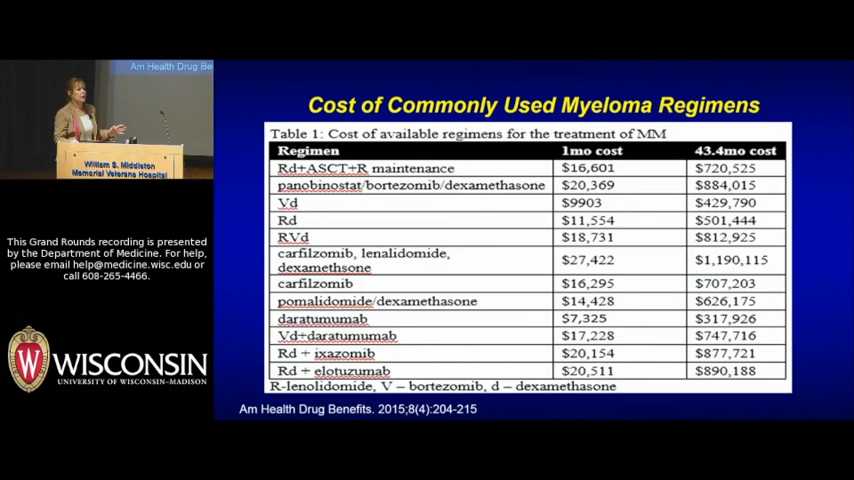 Am Health Drug Be
William S. Middleton
Memorial Veterans Hospital
This Grand Rounds recording is presented
by the Department of Medicine. For help,
please email help@medicine.wisc.edu or
call 608-265-4466.
W
WISCONSIN
UNIVERSITY OF WISCONSIN–MADISON
Cost of Commonly Used Myeloma Regimens
Table 1: Cost of available regimens for the treatment of MM
Regimen 1mo cost 43.4mo cost
Rd+ASCT+R maintenance $16,601 $720,525
panobinostat/bortezomib/dexamethasone $20,369 $884,015
Vd $9903 $429,790
Rd $11,554 $501,444
RVd $18,731 $812,925
carfilzomib, lenalidomide,
dexamethsone $27,422 $1,190,115
carfilzomib $16,295 $707,203
pomalidomide/dexamethasone $14,428 $626,175
daratumumab $7,325 $317,926
Vd+daratumumab $17,228 $747,716
Rd + ixazomib $20,154 $877,721
Rd + elotuzumab $20,511 $890,188
R-lenolidomide, V – bortezomib, d – dexamethasone
Am Health Drug Benefits. 2015;8(4):204-215